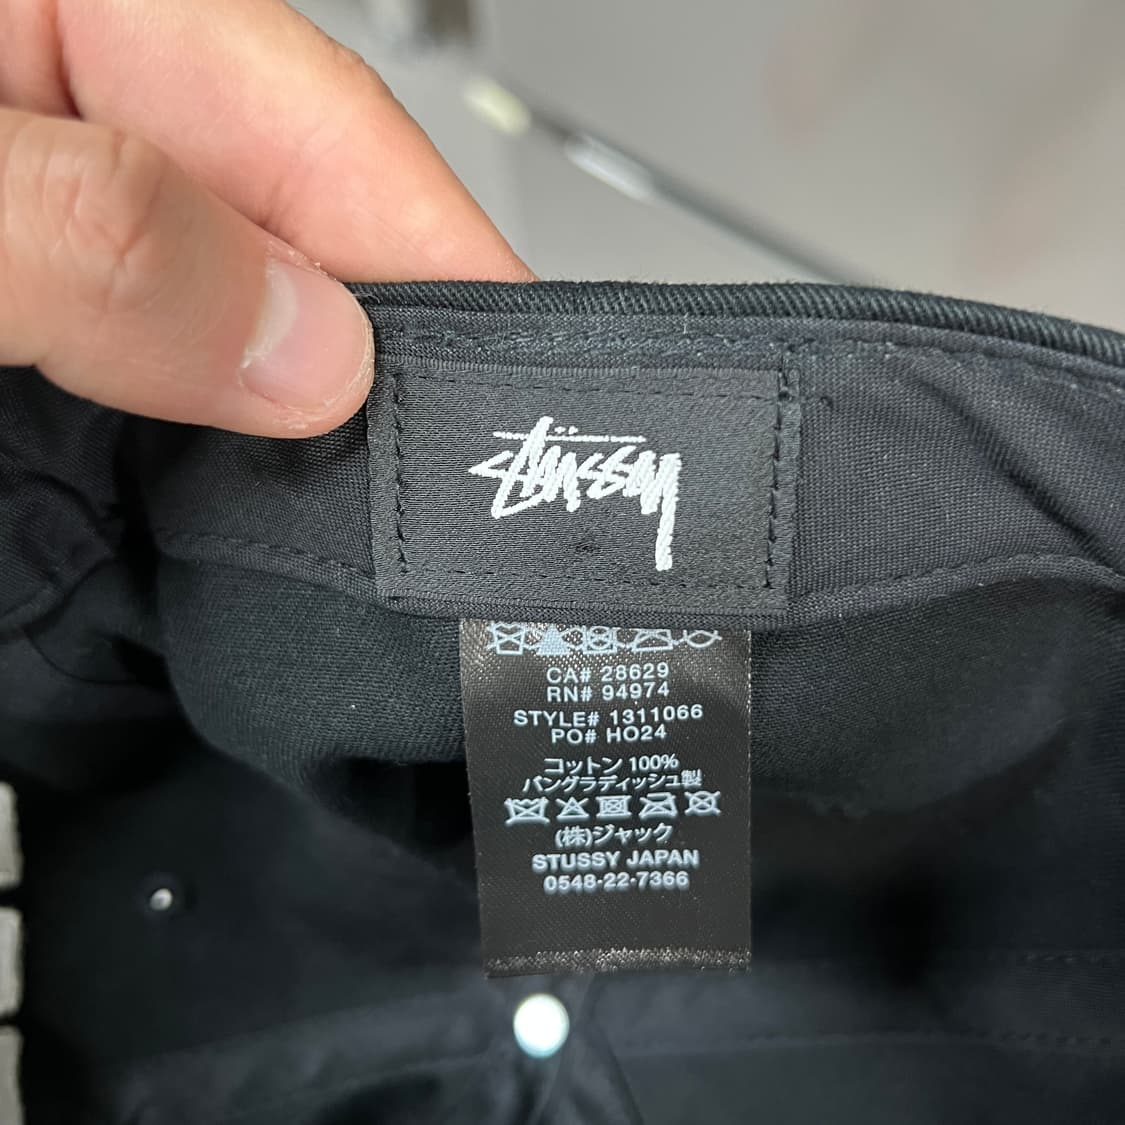 Stüssy
CA# 28629
RN# 94974
STYLE# 1311066
PO# HO24
コットン 100%
バングラディッシュ製
(株)ジャック
STUSSY JAPAN
0548-22-7366